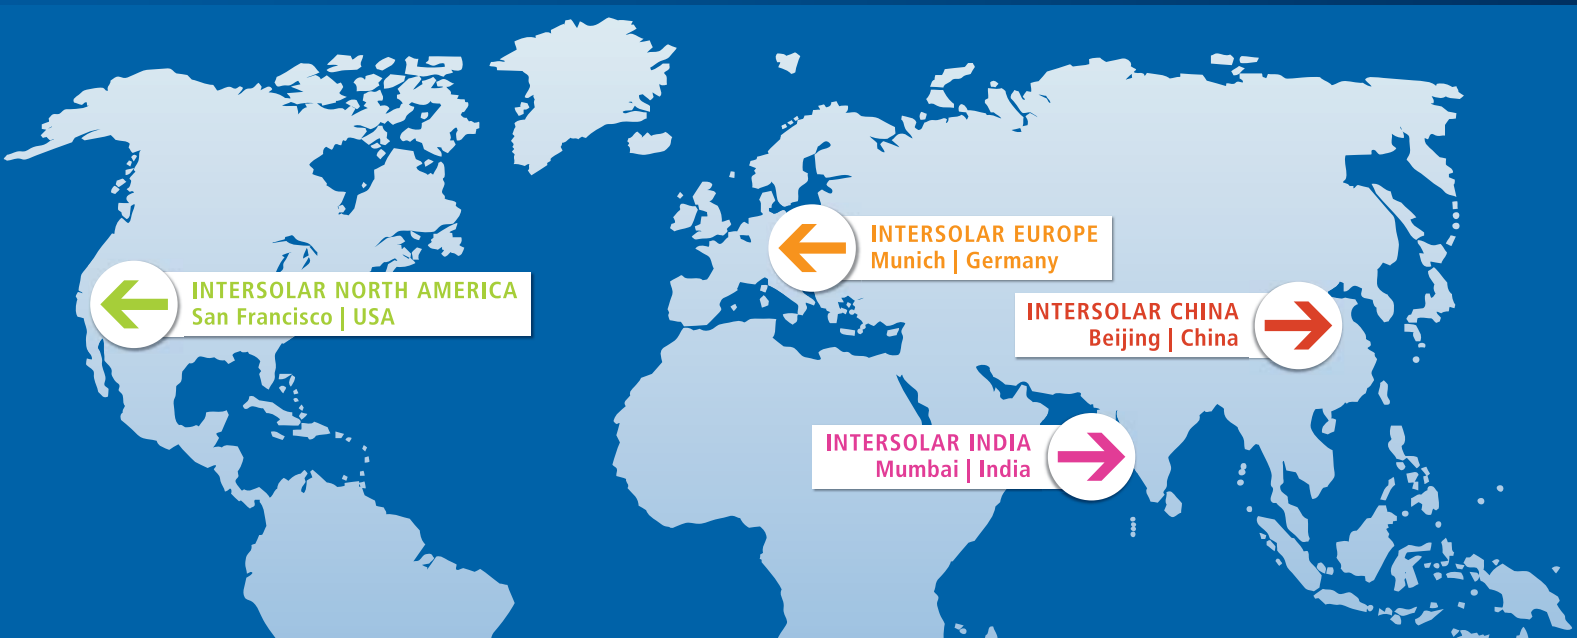 INTERSOLAR EUROPE
Munich | Germany
INTERSOLAR NORTH AMERICA
San Francisco | USA
INTERSOLAR CHINA
Beijing | China
INTERSOLAR INDIA
Mumbai | India